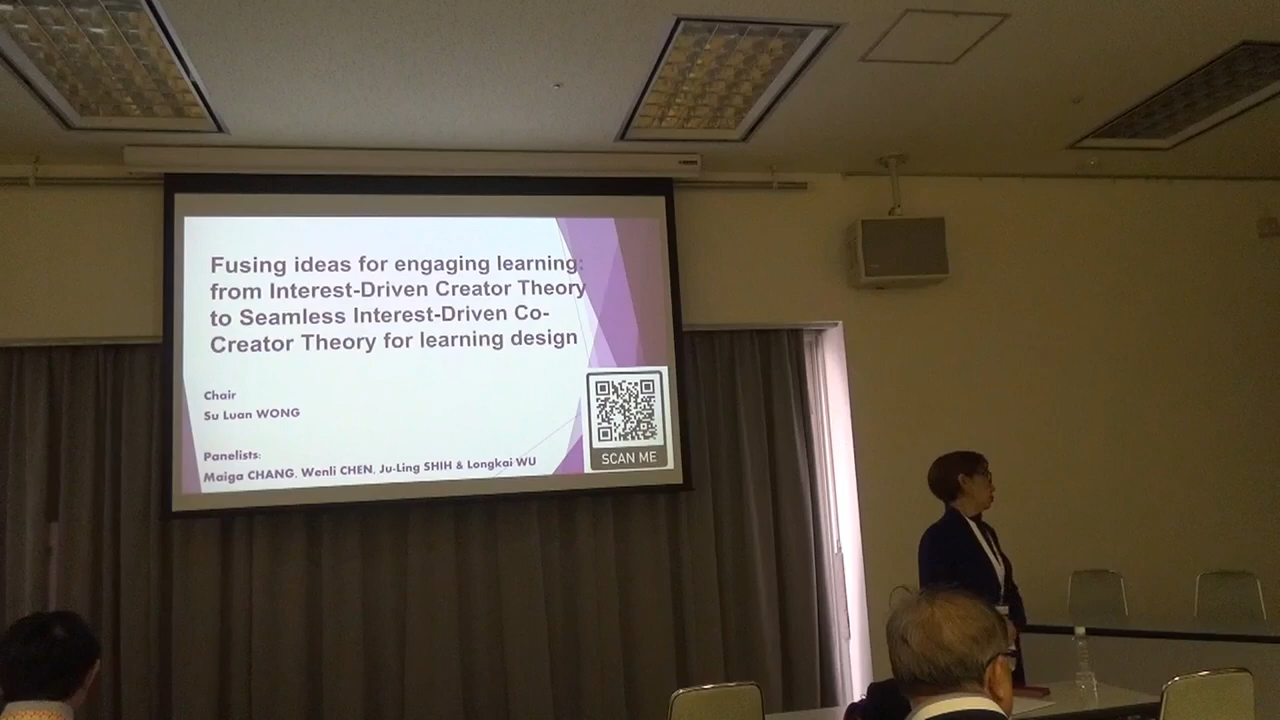 Fusing ideas for engaging learning:
from Interest-Driven Creator Theory
to Seamless Interest-Driven Co-
Creator Theory for learning design
Chair
Su Luan WONG
Panelists:
Maiga CHANG, Wenli CHEN, Ju-Ling SHIH & Longkai WU
SCAN ME